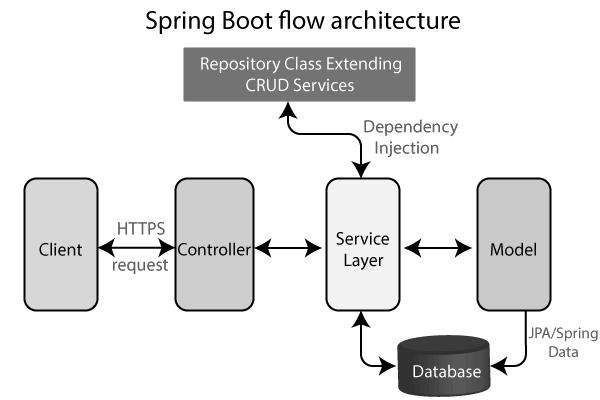 Spring Boot flow architecture
Repository Class Extending
CRUD Services
Dependency
Injection
Client
HTTPS
request
Controller
Service
Layer
Model
JPA/Spring
Data
Database